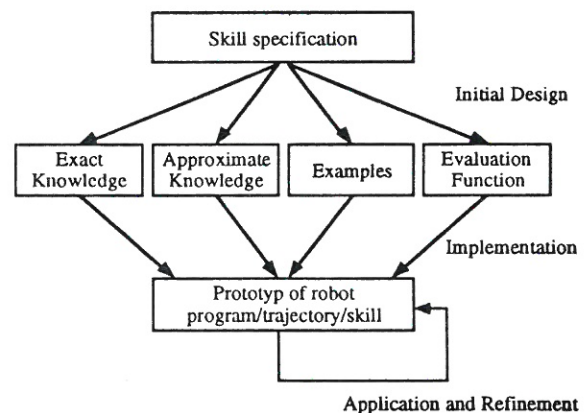 Skill specification
Initial Design
Exact
Knowledge
Approximate
Knowledge
Examples
Evaluation
Function
Implementation
Prototyp of robot
program/trajectory/skill
Application and Refinement